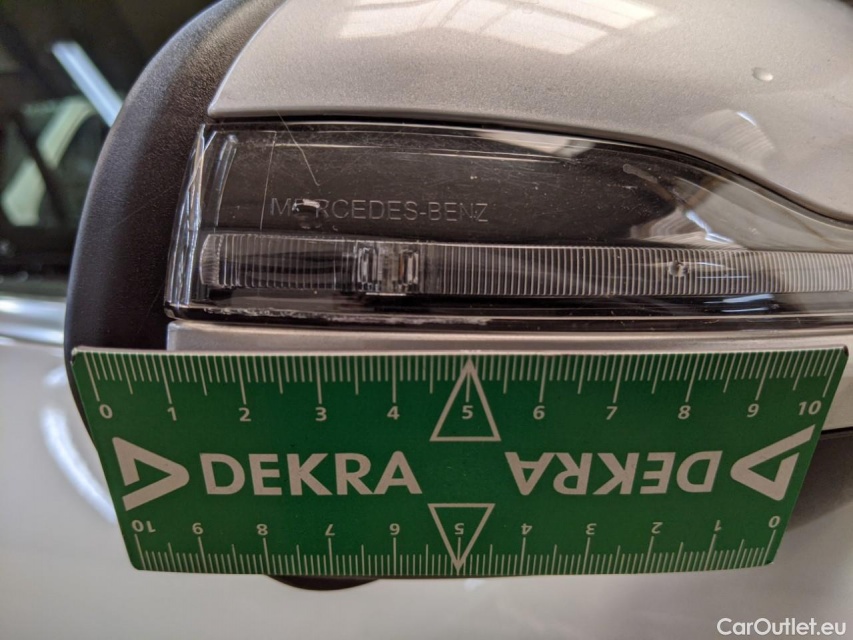 MERCEDES-BENZ
0 1 2 3 4 5 6 7 8 9 10
DEKRA DEKRA
10 9 8 7 6 5 4 3 2 1 0
CarOutlet.eu